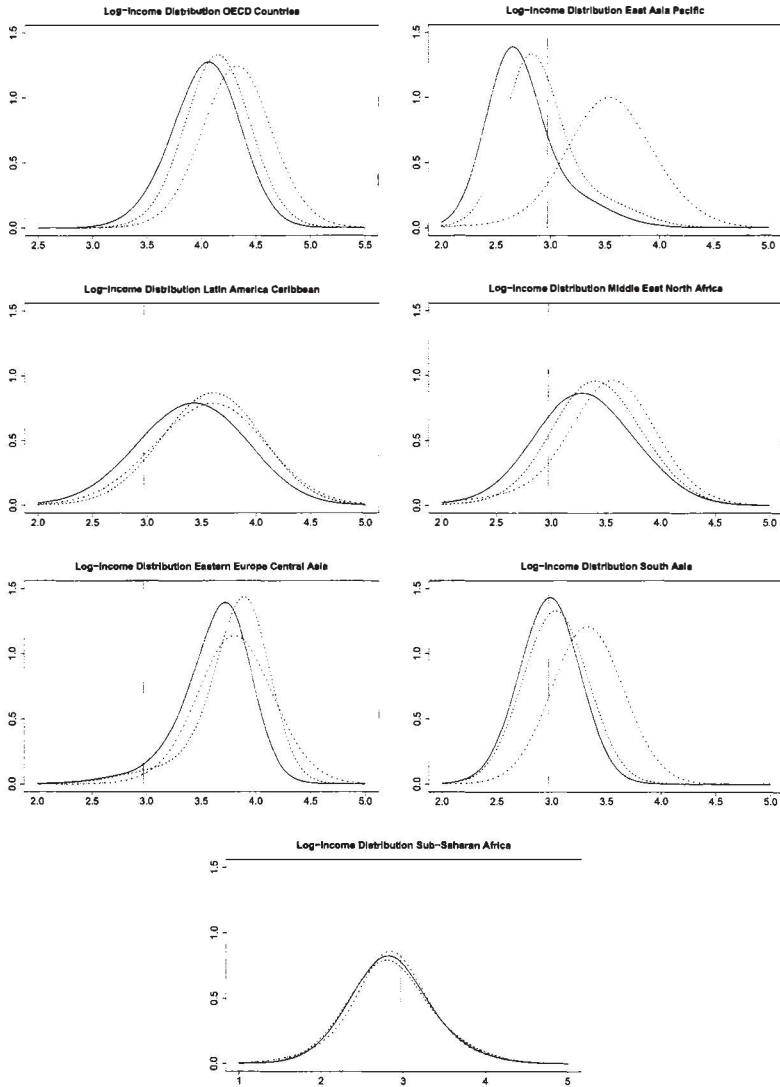 Log-Income Distribution OECD Countries
1.5
1.0
0.5
0.0
2.5 3.0 3.5 4.0 4.5 5.0 5.5
Log-Income Distribution East Asia Pacific
1.5
1.0
0.5
0.0
2.0 2.5 3.0 3.5 4.0 4.5 5.0
Log-Income Distribution Latin America Caribbean
1.5
1.0
0.5
0.0
2.0 2.5 3.0 3.5 4.0 4.5 5.0
Log-Income Distribution Middle East North Africa
1.5
1.0
0.5
0.0
2.0 2.5 3.0 3.5 4.0 4.5 5.0
Log-Income Distribution Eastern Europe Central Asia
1.5
1.0
0.5
0.0
2.0 2.5 3.0 3.5 4.0 4.5 5.0
Log-Income Distribution South Asia
1.5
1.0
0.5
0.0
2.0 2.5 3.0 3.5 4.0 4.5 5.0
Log-Income Distribution Sub-Saharan Africa
1.5
1.0
0.5
0.0
1 2 3 4 5